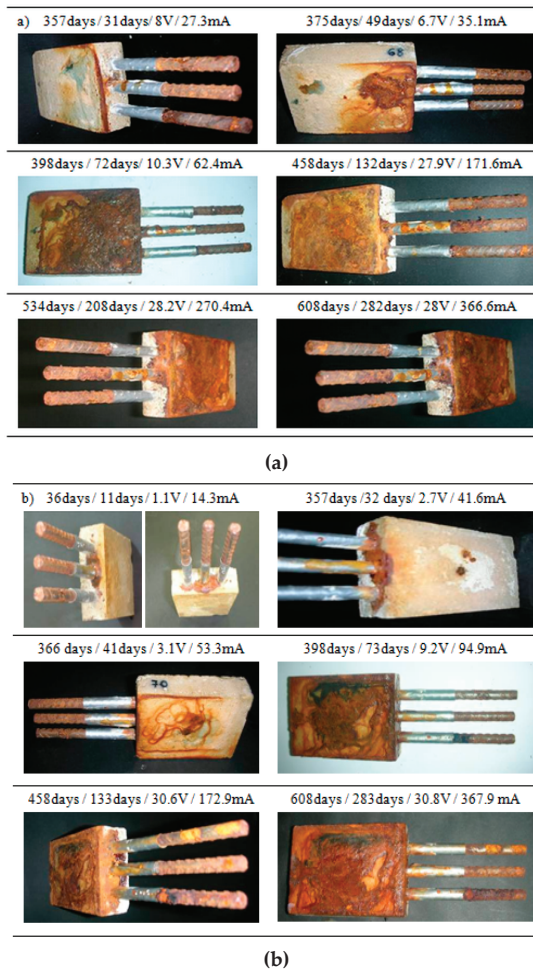 a) 357days / 31days/ 8V/ 27.3mA
375days/ 49days/ 6.7V/ 35.1mA
68
398days / 72days/ 10.3V / 62.4mA
458days / 132days / 27.9V / 171.6mA
534days / 208days / 28.2V / 270.4mA
608days / 282days / 28V / 366.6mA
(a)
b) 36days / 11days/ 1.1V/ 14.3mA
357days /32 days/ 2.7V/ 41.6mA
366 days / 41days/ 3.1V / 53.3mA
398days / 73days/ 9.2V / 94.9mA
70
458days / 133days / 30.6V / 172.9mA
608days / 283days / 30.8V / 367.9 mA
(b)